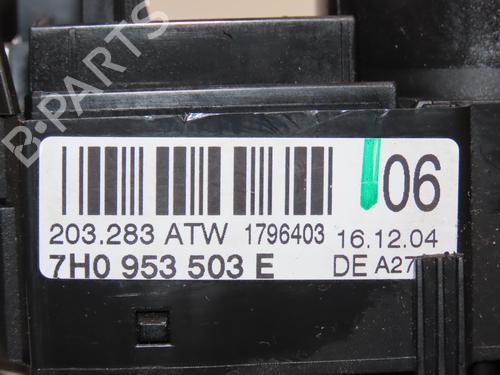 B-PARTS
06
203.283 ATW 1796403 16.12.04
7H0 953 503 E DE A27